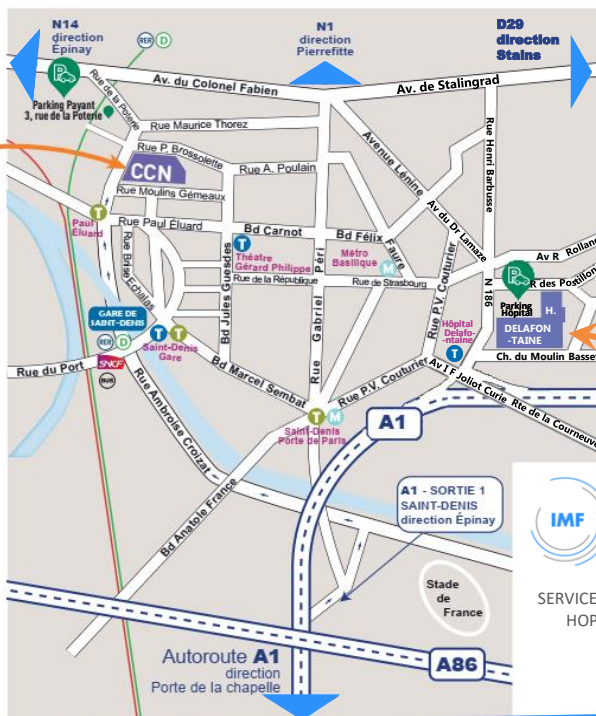 N14
direction
Épinay
RER D
N1
direction
Pierrefitte
D29
direction
Stains
Av. du Colonel Fabien
Av. de Stalingrad
Parking Payant
3, rue de la Poterie
Rue de la Poterie
Rue Maurice Thorez
Avenue Lénine
Rue Henri Barbusse
Rue P. Brossolette
CCN
Rue A. Poulain
Rue Moulins Gémeaux
T
Paul
Éluard
Rue Paul Éluard
Bd Carnot
Bd Félix
Faure
Av du Dr Lamaze
Rue Brise Echalas
T
Théatre
Gérard Philippe
Métro
Basilique
M
Av R Rolland
Rue de la République
Rue de Strasbourg
R des Postillons
N 186
Bd Jules Guesdes
Rue Gabriel Péri
Rue P.V. Couturier
Parking
Hôpital
H.
DELAFON
-TAINE
GARE DE
SAINT-DENIS
RER D
SNCF
BUS
T T
Saint-Denis
Gare
Hôpital
Delafo-
ntaine
T
Ch. du Moulin Basset
Rue du Port
Bd Marcel Sembat
Rue P.V. Couturier
Av I F Joliot Curie
Rte de la Courneuve
Rue Ambroise Croizat
T M
Saint-Denis
Porte de Paris
A1
Bd Anatole France
A1 - SORTIE 1
SAINT-DENIS
direction Épinay
IMF
Stade
de
France
SERVICE
HOP
Autoroute A1
direction
Porte de la chapelle
A86